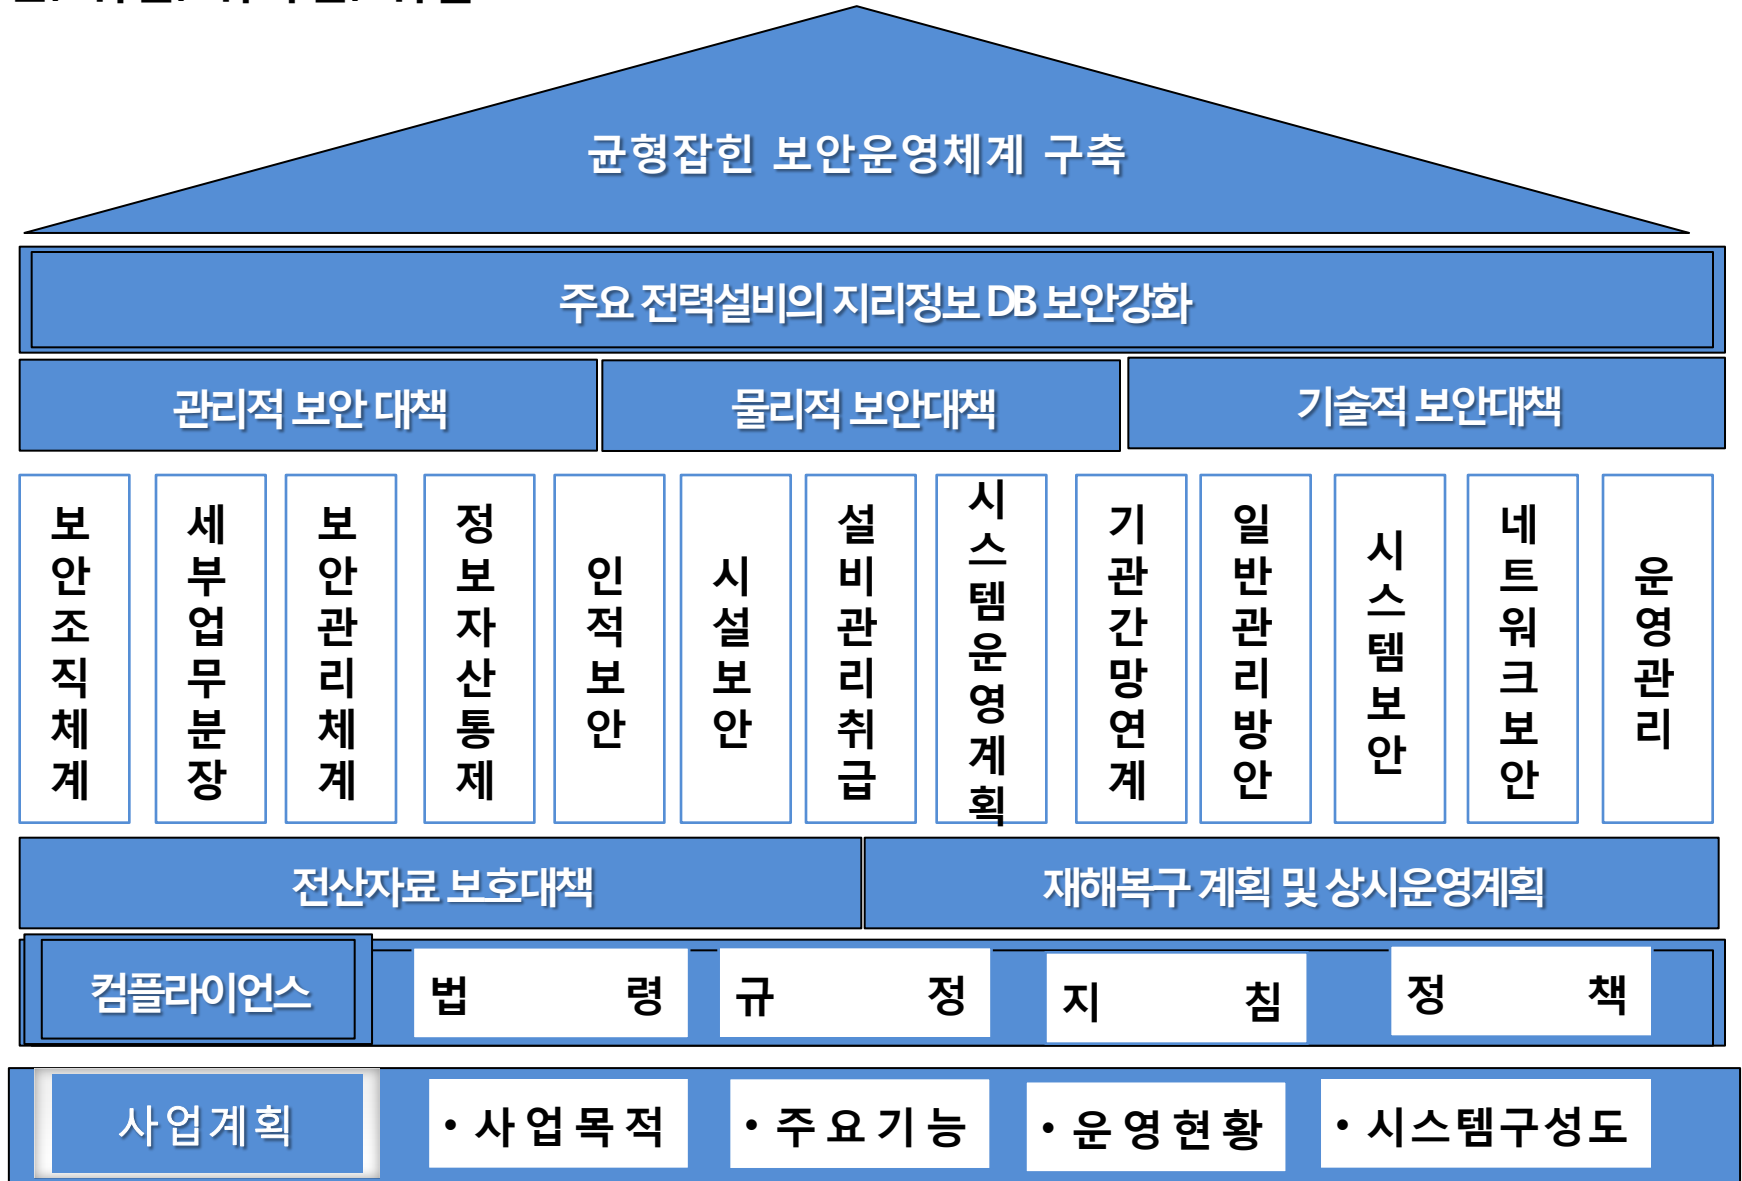 균형잡힌 보안운영체계 구축
주요 전력설비의 지리정보 DB 보안강화
관리적 보안 대책
물리적 보안대책
기술적 보안대책
보안조직체계
세부업무분장
보안관리체계
정보자산통제
인적보안
시설보안
설비관리취급
시스템운영계획
기관간망연계
일반관리방안
시스템보안
네트워크보안
운영관리
전산자료 보호대책
재해복구 계획 및 상시운영계획
컴플라이언스
법 령
규 정
지 침
정 책
사업계획
• 사업목적
• 주요기능
• 운영현황
• 시스템구성도